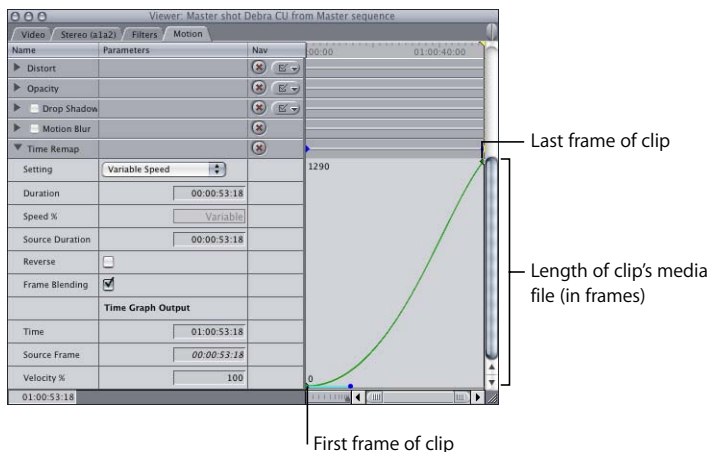 Viewer: Master shot Debra CU from Master sequence
Video Stereo (a1a2) Filters Motion
Name Parameters Nav 00:00 01:00:40:00
Distort
Opacity
Drop Shadow
Motion Blur
Time Remap
Setting Variable Speed 1290
Duration 00:00:53:18
Speed % Variable
Source Duration 00:00:53:18
Reverse
Frame Blending
Time Graph Output
Time 01:00:53:18
Source Frame 00:00:53:18
Velocity % 100 0
01:00:53:18
Last frame of clip
Length of clip's media
file (in frames)
First frame of clip